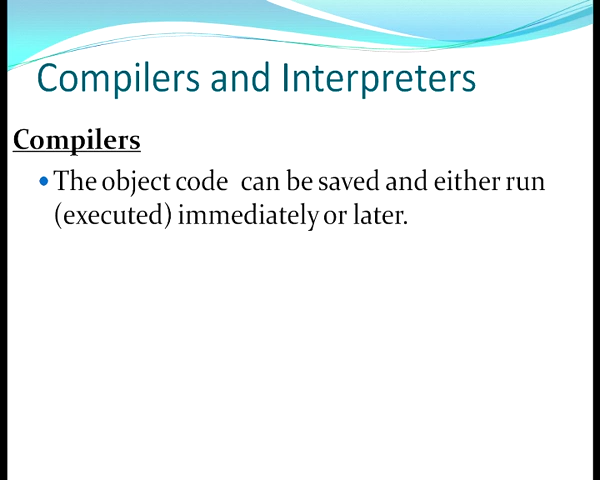 Compilers and Interpreters
Compilers
•The object code  can be saved and either run
(executed) immediately or later.